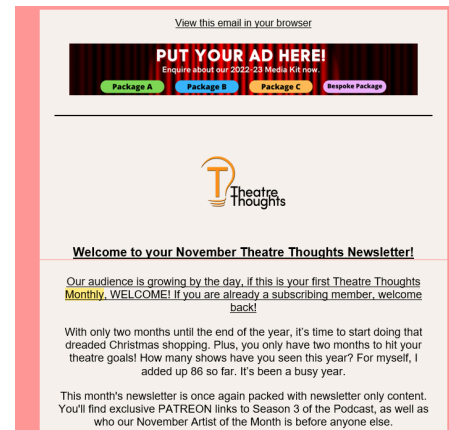 View this email in your browser
PUT YOUR AD HERE!
Enquire about our 2022-23 Media Kit now.
Package A Package B Package C Bespoke Package
Theatre
Thoughts
Welcome to your November Theatre Thoughts Newsletter!
Our audience is growing by the day, if this is your first Theatre Thoughts
Monthly, WELCOME! If you are already a subscribing member, welcome
back!
With only two months until the end of the year, it's time to start doing that
dreaded Christmas shopping. Plus, you only have two months to hit your
theatre goals! How many shows have you seen this year? For myself, I
added up 86 so far. It's been a busy year.
This month's newsletter is once again packed with newsletter only content.
You'll find exclusive PATREON links to Season 3 of the Podcast, as well as
who our November Artist of the Month is before anyone else.